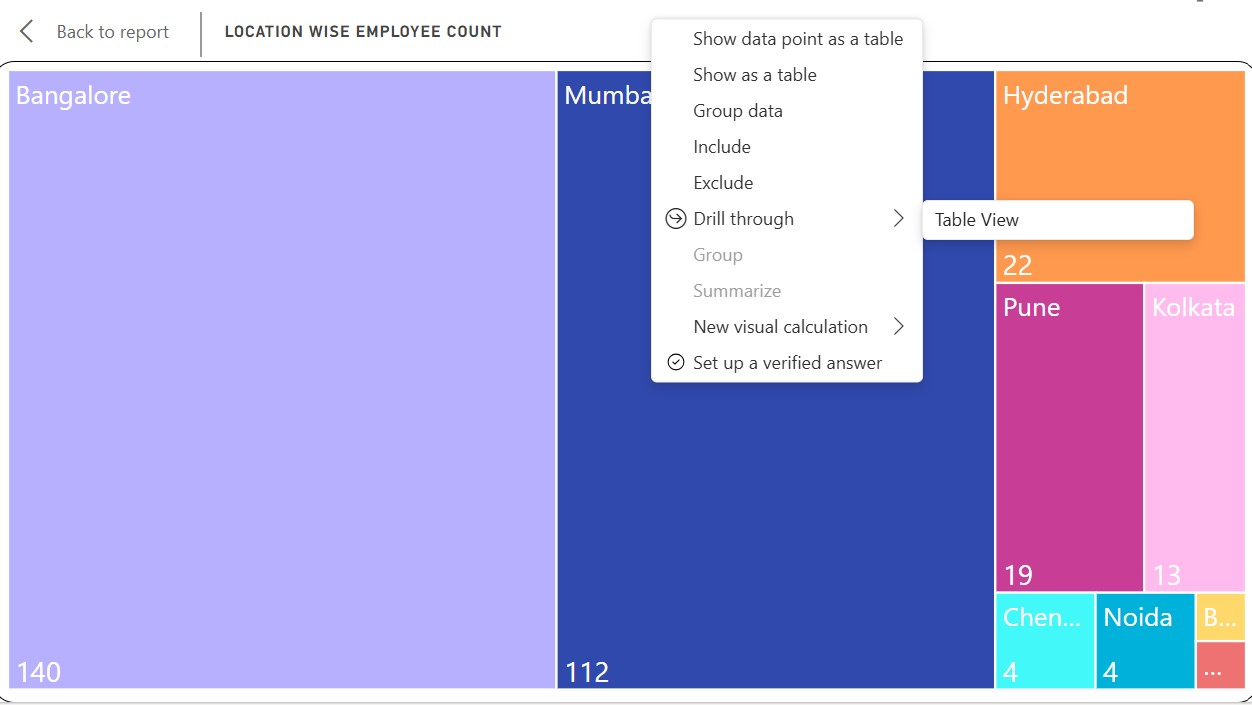 Back to report
LOCATION WISE EMPLOYEE COUNT
Bangalore
140
Mumba
112
Show data point as a table
Show as a table
Group data
Include
Exclude
Drill through
Table View
Group
Summarize
New visual calculation
Set up a verified answer
Hyderabad
22
Pune
19
Kolkata
13
Chen...
4
Noida
4
B...
...